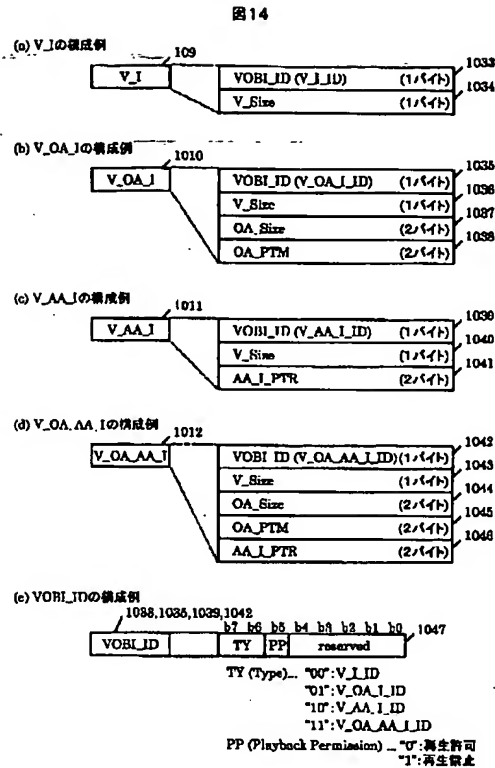 図14
(a) V_Iの構成例
109
V_I
VOBI_ID (V_I_ID) (1バイト) 1033
V_Size (1バイト) 1034
(b) V_OA_Iの構成例
1010
V_OA_I
VOBI_ID (V_OA_I_ID) (1バイト) 1035
V_Size (1バイト) 1036
OA_Size (2バイト) 1037
OA_PTM (2バイト) 1038
(c) V_AA_Iの構成例
1011
V_AA_I
VOBI_ID (V_AA_I_ID) (1バイト) 1039
V_Size (1バイト) 1040
AA_I_PTR (2バイト) 1041
(d) V_OA_AA_Iの構成例
1012
V_OA_AA_I
VOBI_ID (V_OA_AA_I_ID) (1バイト) 1042
V_Size (1バイト) 1043
OA_Size (2バイト) 1044
OA_PTM (2バイト) 1045
AA_I_PTR (2バイト) 1046
(e) VOBI_IDの構成例
1033,1035,1039,1042
b7 b6 b5 b4 b3 b2 b1 b0 1047
VOBI_ID TY PP reserved
TY (Type)... "00":V_I_ID
"01":V_OA_I_ID
"10":V_AA_I_ID
"11":V_OA_AA_I_ID
PP (Playback Permission) ... "0":再生許可
"1":再生禁止